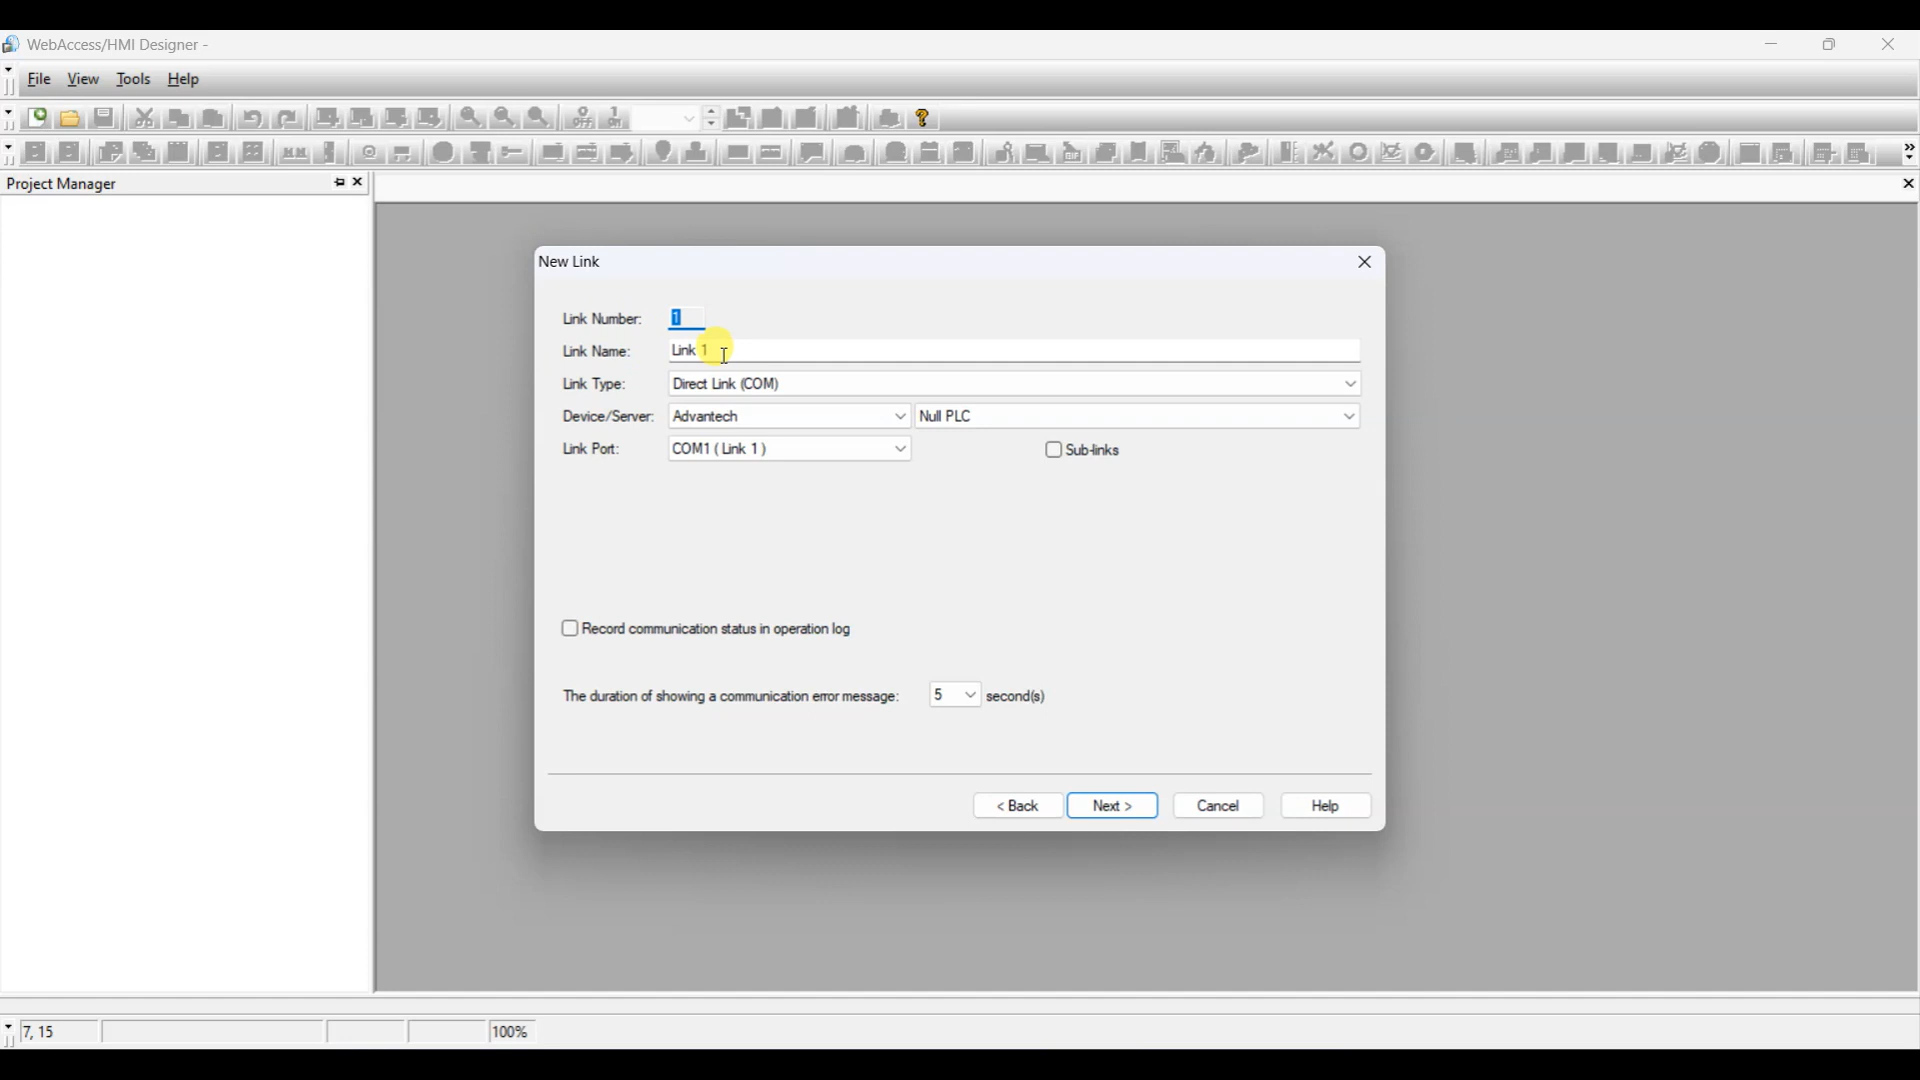 WebAccess/HMI Designer -
File View Tools Help
Project Manager
New Link
Link Number: 1
Link Name: Link 1
Link Type: Direct Link (COM)
Device/Server: Advantech Null PLC
Link Port: COM1 ( Link 1 ) Sub-links
Record communication status in operation log
The duration of showing a communication error message: 5 second(s)
< Back Next > Cancel Help
7, 15 100%